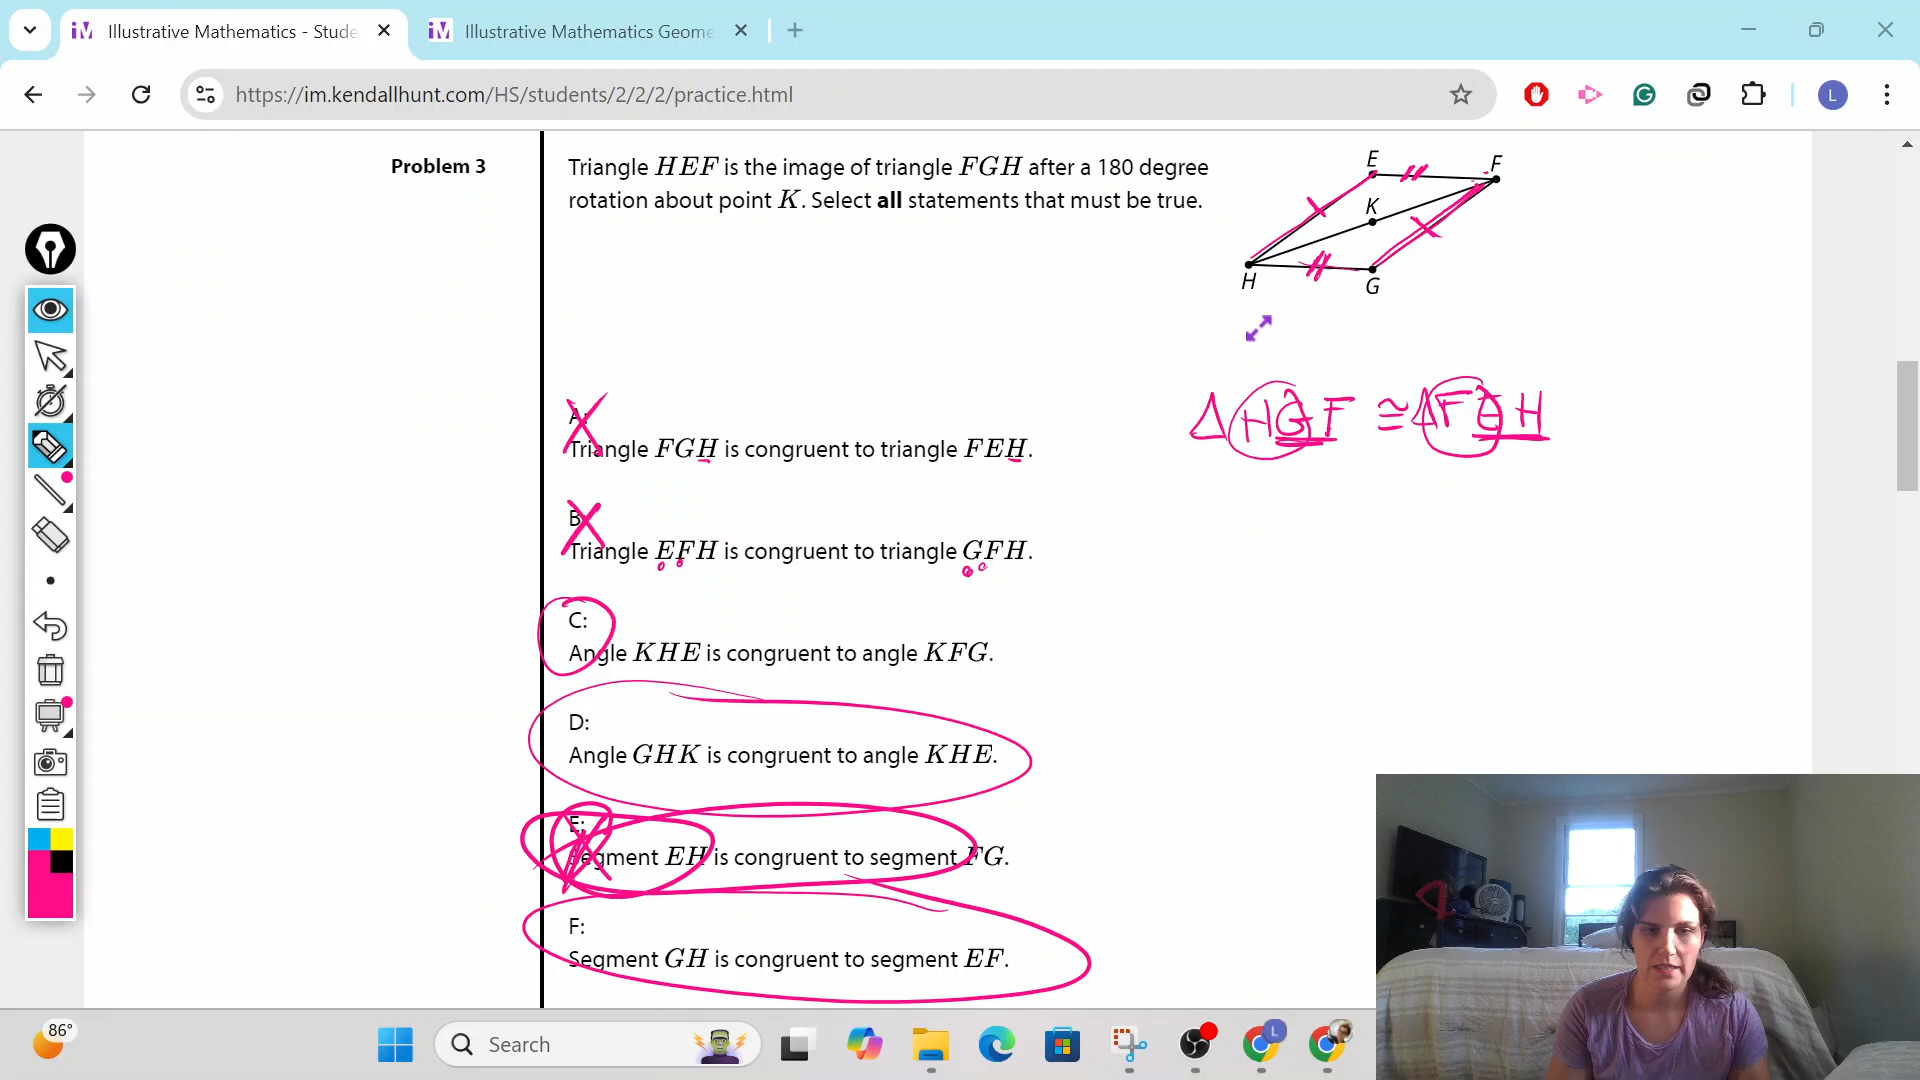 Illustrative Mathematics - Stude
Illustrative Mathematics Geome
https://im.kendallhunt.com/HS/students/2/2/2/practice.html
L
Problem 3
Triangle HEF is the image of triangle FGH after a 180 degree
rotation about point K. Select all statements that must be true.
E
F
K
H
G
△HGF ≅ △FEH
A:
Triangle FGH is congruent to triangle FEH.
B:
Triangle EFH is congruent to triangle GFH.
C:
Angle KHE is congruent to angle KFG.
D:
Angle GHK is congruent to angle KHE.
E:
Segment EH is congruent to segment FG.
F:
Segment GH is congruent to segment EF.
86°
Search
L